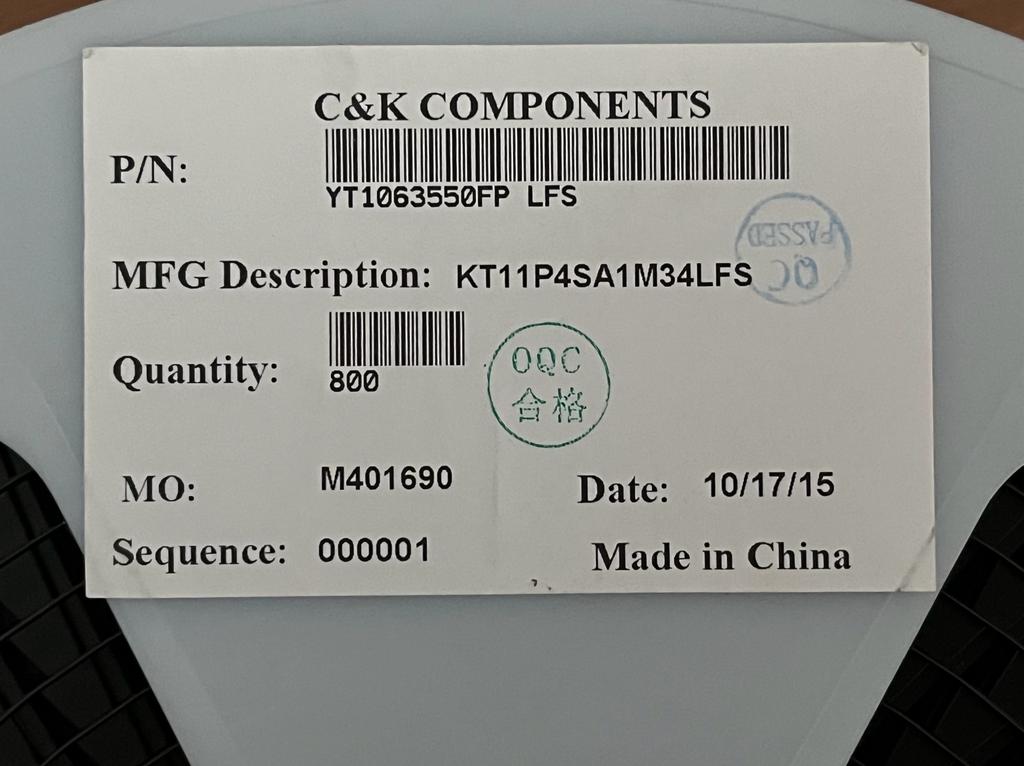 C&K COMPONENTS
P/N:
YT1063550FP LFS
QC PASSED
MFG Description: KT11P4SA1M34LFS
Quantity:
800
OQC
合格
MO: M401690
Date: 10/17/15
Sequence: 000001
Made in China